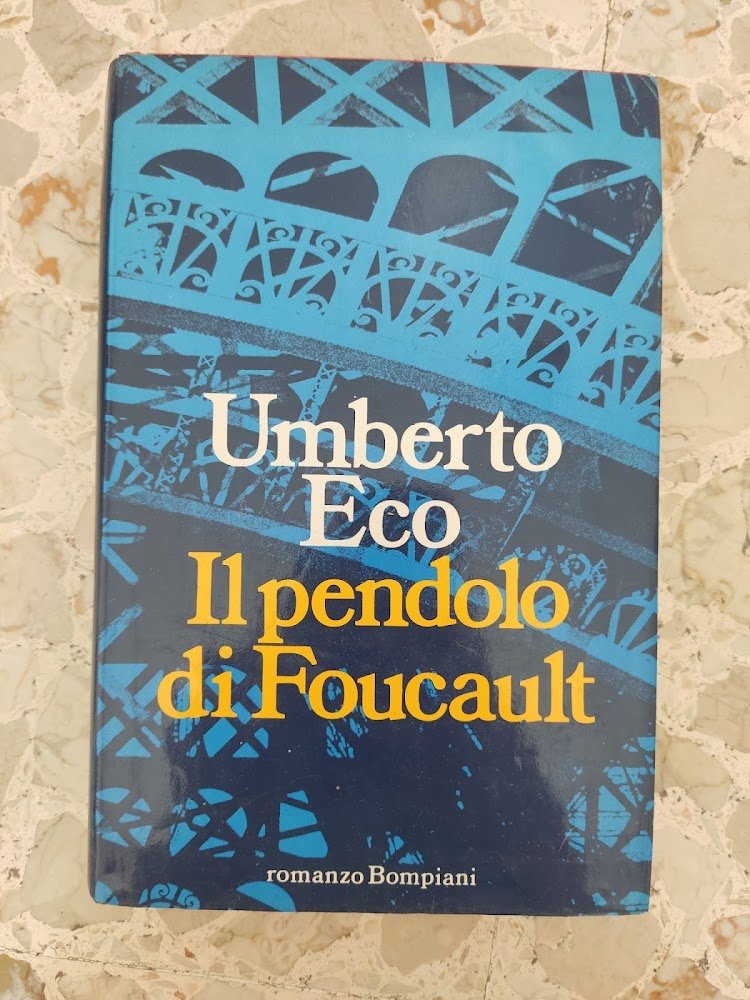 Umberto
Eco
Il pendolo
di Foucault
romanzo Bompiani